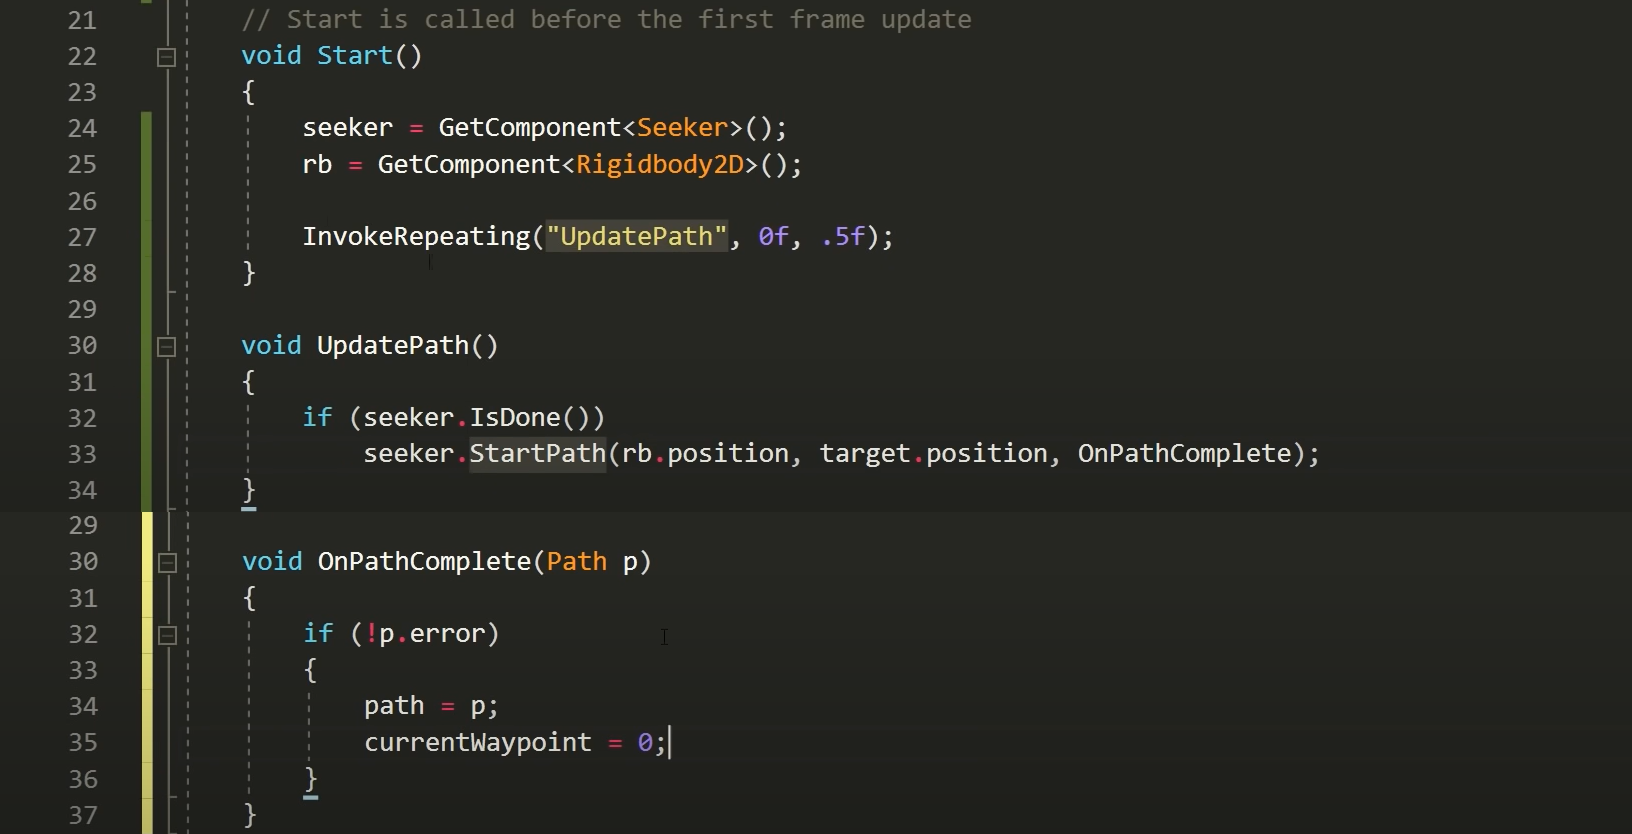 21 // Start is called before the first frame update
22 void Start()
23 {
24 seeker = GetComponent<Seeker>();
25 rb = GetComponent<Rigidbody2D>();
26
27 InvokeRepeating("UpdatePath", 0f, .5f);
28 }
29
30 void UpdatePath()
31 {
32 if (seeker.IsDone())
33 seeker.StartPath(rb.position, target.position, OnPathComplete);
34 }
29
30 void OnPathComplete(Path p)
31 {
32 if (!p.error)
33 {
34 path = p;
35 currentWaypoint = 0;
36 }
37 }